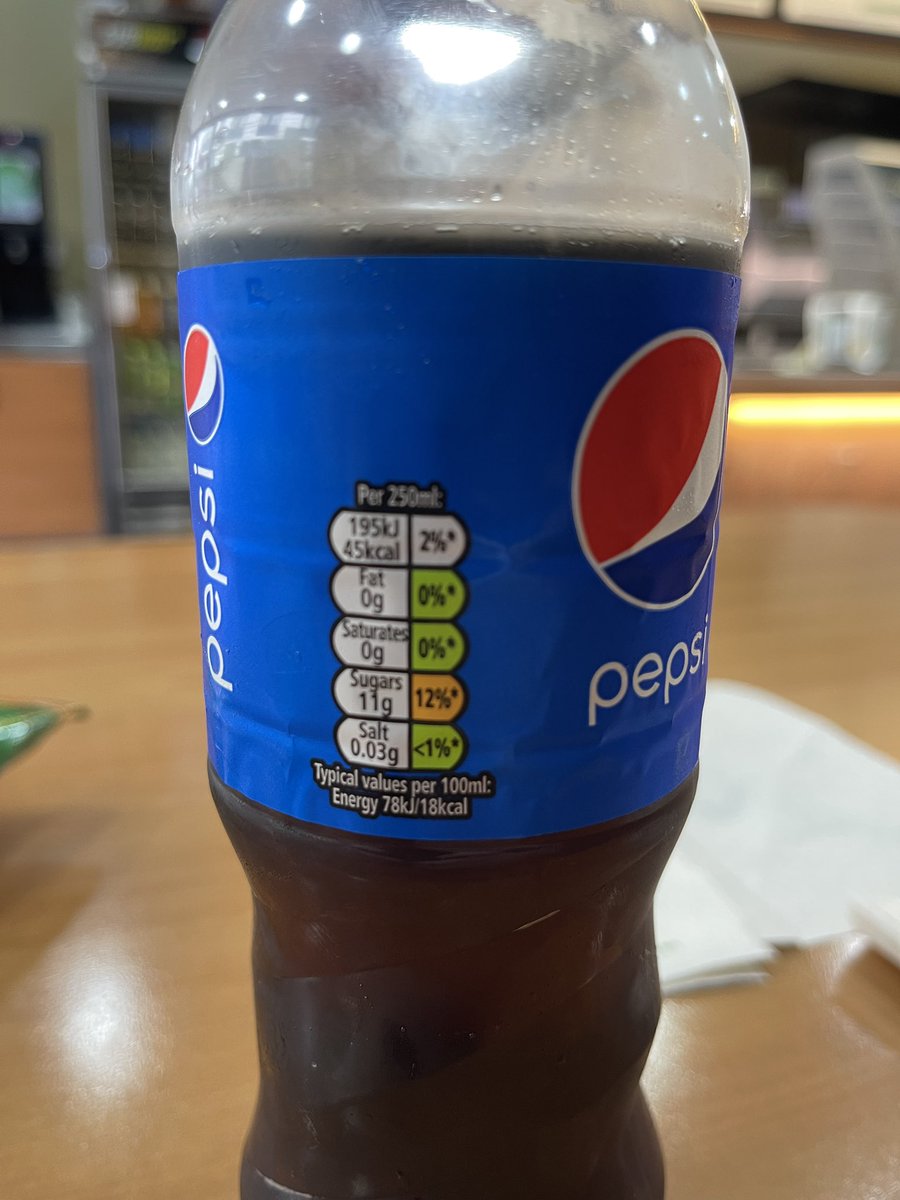 pepsi
Per 250ml:
195kJ
45kcal
2%*
Fat
0g
0%*
Saturates
0g
0%*
Sugars
11g
12%*
Salt
0.03g
<1%*
Typical values per 100ml:
Energy 78kJ/18kcal
pepsi